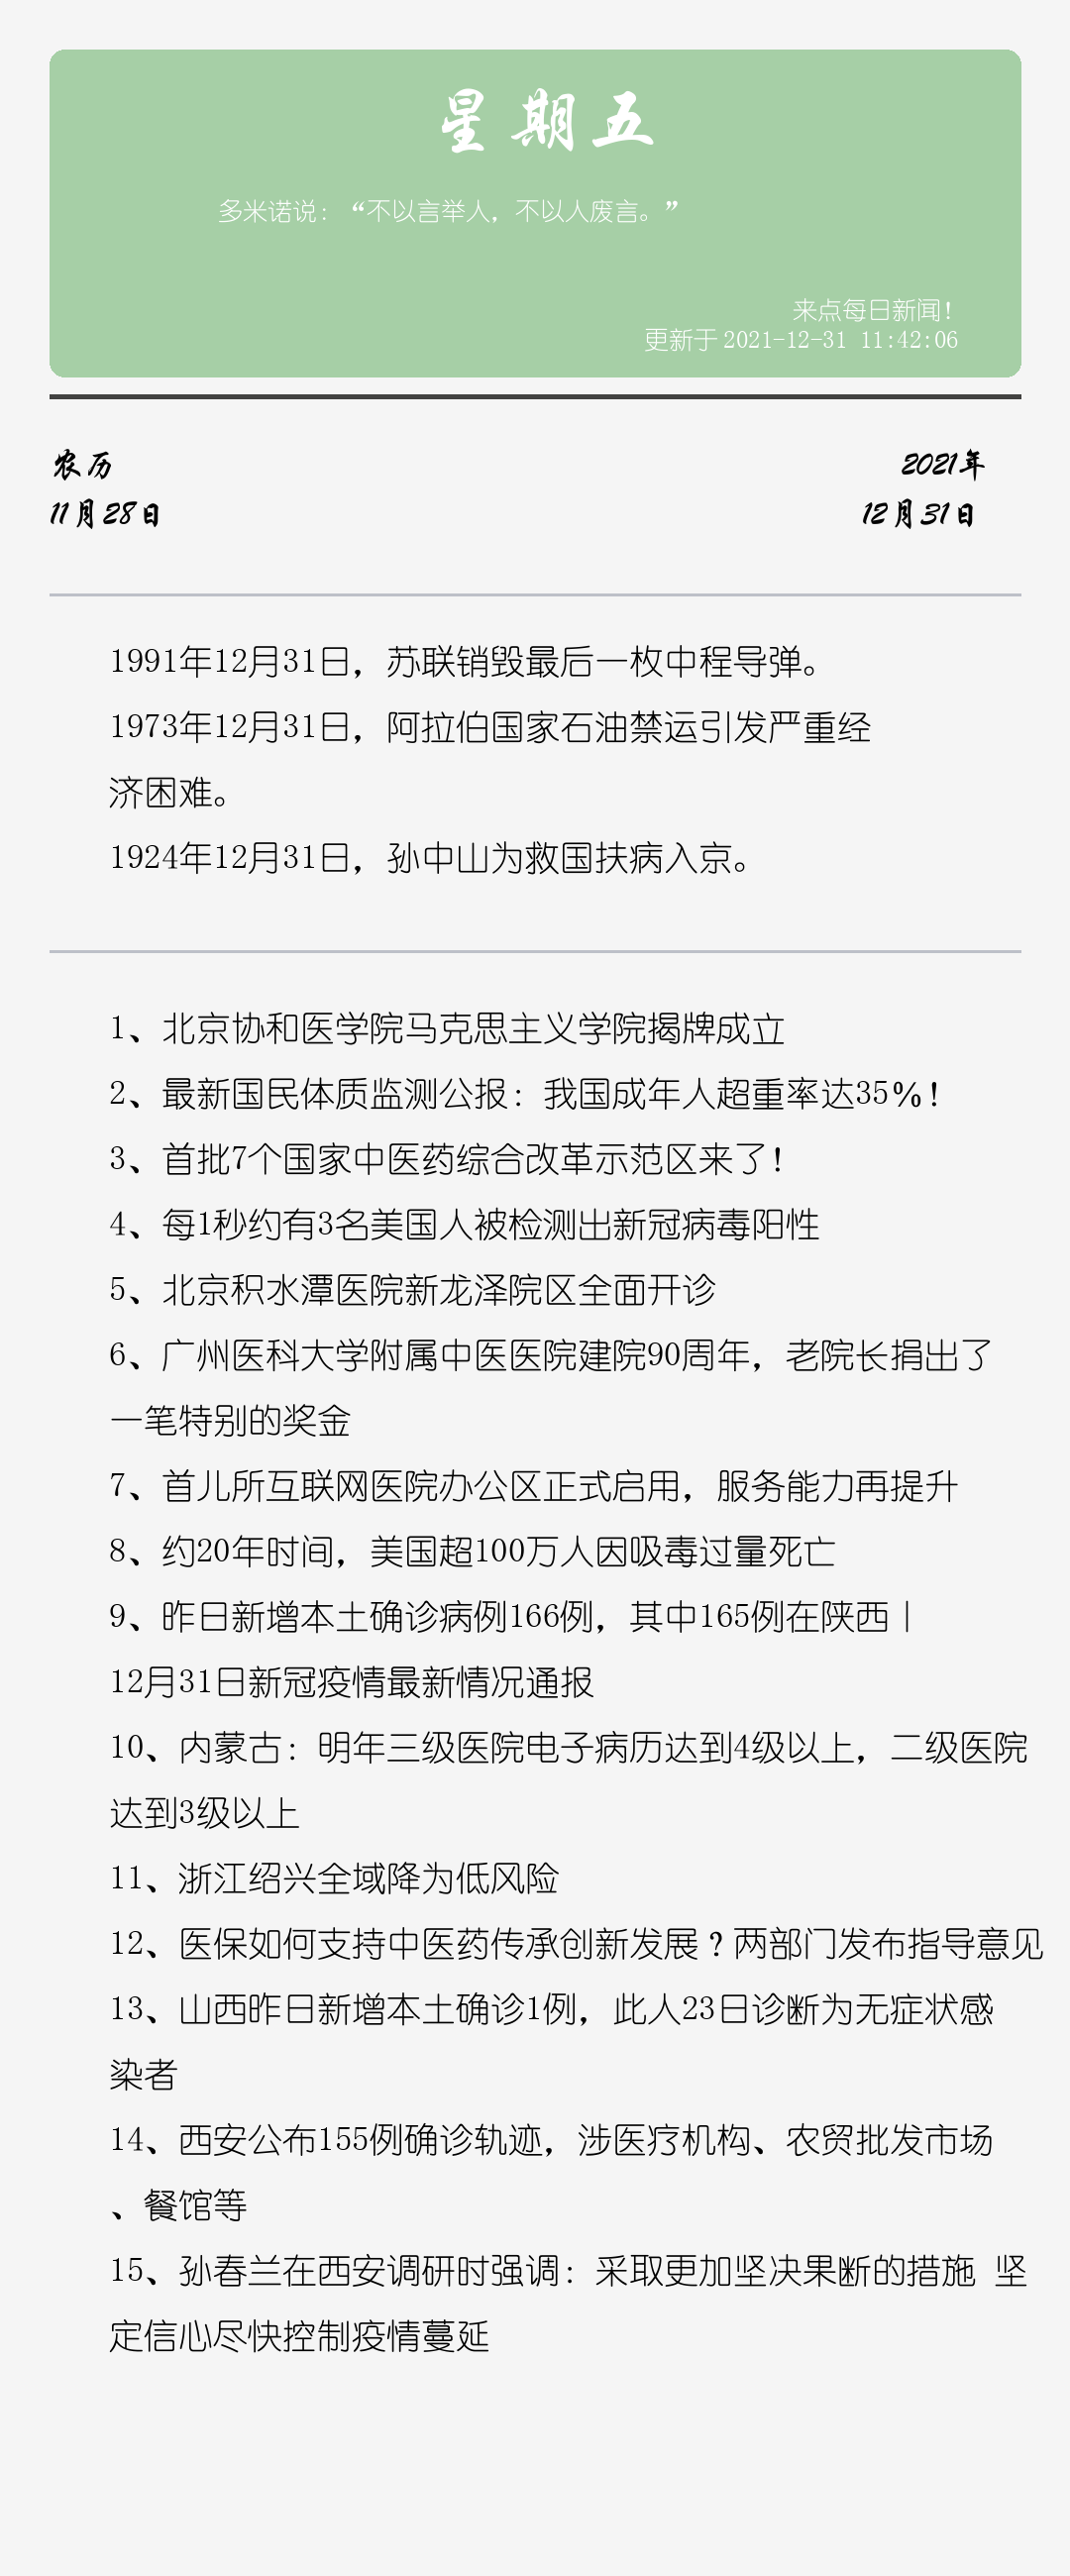 星期五
多米诺说：“不以言举人，不以人废言。”
来点每日新闻！
更新于 2021-12-31 11:42:06
农历
2021年
11月28日
12月31日
1991年12月31日，苏联销毁最后一枚中程导弹。
1973年12月31日，阿拉伯国家石油禁运引发严重经
济困难。
1924年12月31日，孙中山为救国扶病入京。
1、北京协和医学院马克思主义学院揭牌成立
2、最新国民体质监测公报：我国成年人超重率达35%！
3、首批7个国家中医药综合改革示范区来了！
4、每1秒约有3名美国人被检测出新冠病毒阳性
5、北京积水潭医院新龙泽院区全面开诊
6、广州医科大学附属中医医院建院90周年，老院长捐出了
一笔特别的奖金
7、首儿所互联网医院办公区正式启用，服务能力再提升
8、约20年时间，美国超100万人因吸毒过量死亡
9、昨日新增本土确诊病例166例，其中165例在陕西丨
12月31日新冠疫情最新情况通报
10、内蒙古：明年三级医院电子病历达到4级以上，二级医院
达到3级以上
11、浙江绍兴全域降为低风险
12、医保如何支持中医药传承创新发展？两部门发布指导意见
13、山西昨日新增本土确诊1例，此人23日诊断为无症状感
染者
14、西安公布155例确诊轨迹，涉医疗机构、农贸批发市场
、餐馆等
15、孙春兰在西安调研时强调：采取更加坚决果断的措施 坚
定信心尽快控制疫情蔓延